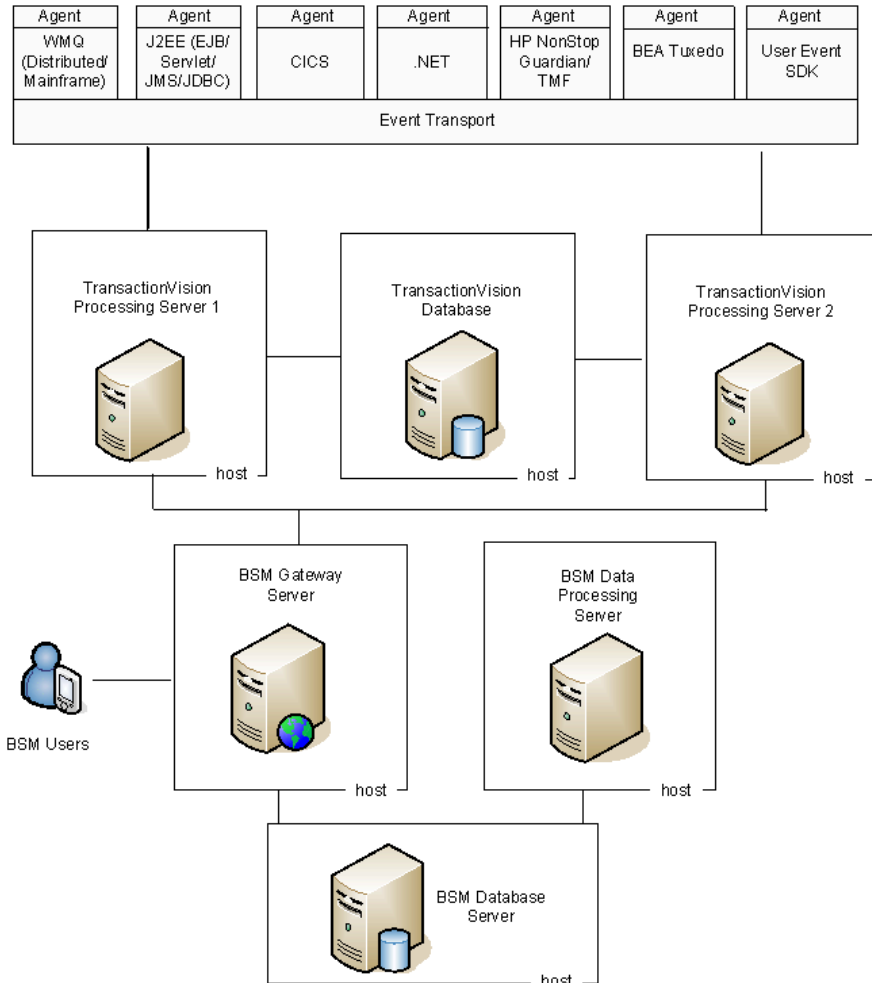 Agent
WMQ
(Distributed/
Mainframe)
Agent
J2EE (EJB/
Servlet/
JMS/JDBC)
Agent
CICS
Agent
.NET
Agent
HP NonStop
Guardian/
TMF
Agent
BEA Tuxedo
Agent
User Event
SDK
Event Transport
TransactionVision
Processing Server 1
host
TransactionVision
Database
host
TransactionVision
Processing Server 2
host
BSM Gateway
Server
host
BSM Data
Processing
Server
host
BSM Users
BSM Database
Server
host